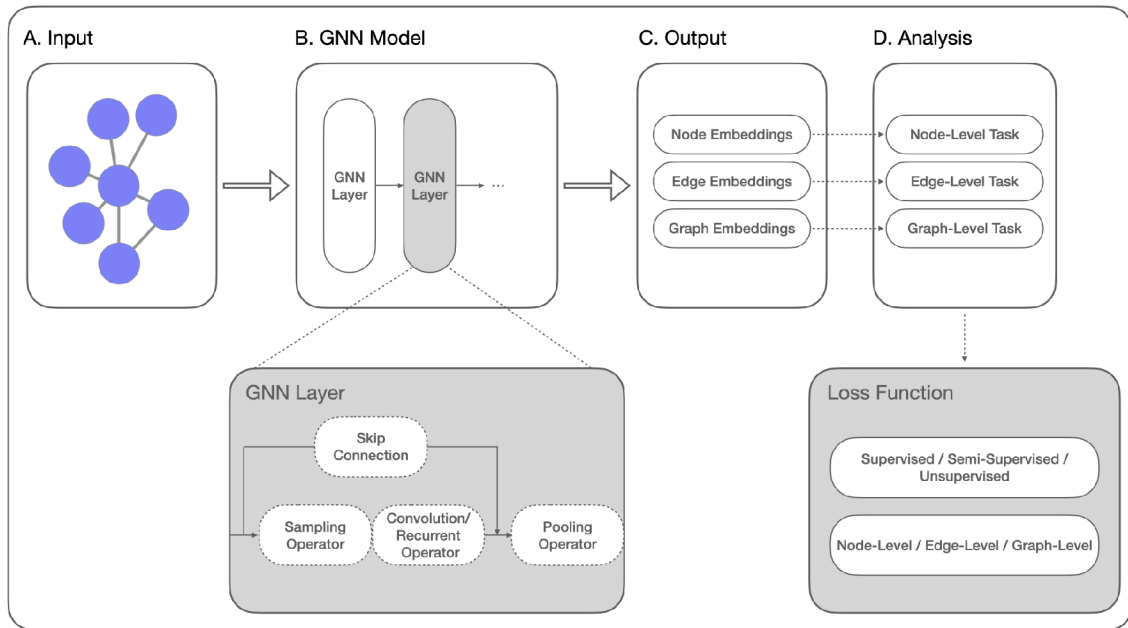 A. Input
B. GNN Model
C. Output
D. Analysis
GNN
Layer
GNN
Layer
...
Node Embeddings
Edge Embeddings
Graph Embeddings
Node-Level Task
Edge-Level Task
Graph-Level Task
GNN Layer
Skip
Connection
Sampling
Operator
Convolution/
Recurrent
Operator
Pooling
Operator
Loss Function
Supervised / Semi-Supervised /
Unsupervised
Node-Level / Edge-Level / Graph-Level